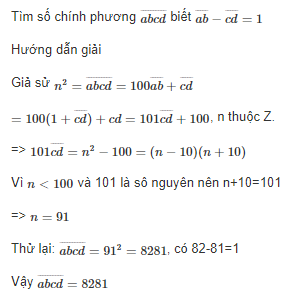 Tìm số chính phương $\overline{abcd}$ biết $\overline{ab} - \overline{cd} = 1$
Hướng dẫn giải
Giả sử $n^2 = \overline{abcd} = 100\overline{ab} + \overline{cd}$
$= 100(1 + \overline{cd}) + cd = 101\overline{cd} + 100$, n thuộc Z.
=> $101\overline{cd} = n^2 - 100 = (n - 10)(n + 10)$
Vì $n < 100$ và 101 là số nguyên nên n+10=101
=> $n = 91$
Thử lại: $\overline{abcd} = 91^2 = 8281$, có 82-81=1
Vậy $\overline{abcd} = 8281$